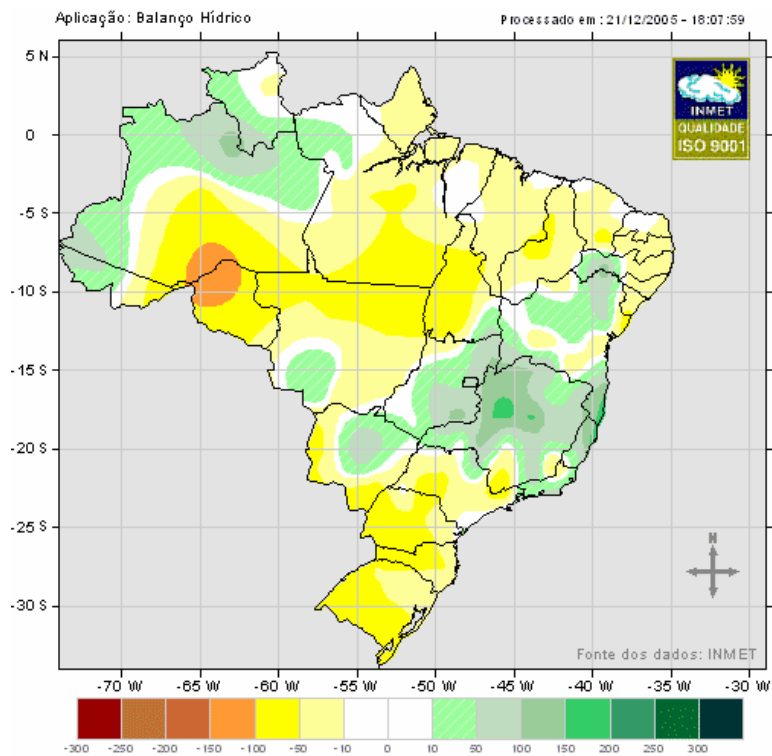 Aplicação: Balanço Hídrico
Processado em : 21/12/2005 - 18:07:59
5 N
0
-5 S
-10 S
-15 S
-20 S
-25 S
-30 S
INMET
QUALIDADE
ISO 9001
N
Fonte dos dados: INMET
-70 W -65 W -60 W -55 W -50 W -45 W -40 W -35 W -30 W
-300 -250 -200 -150 -100 -50 -10 0 10 50 100 150 200 250 300